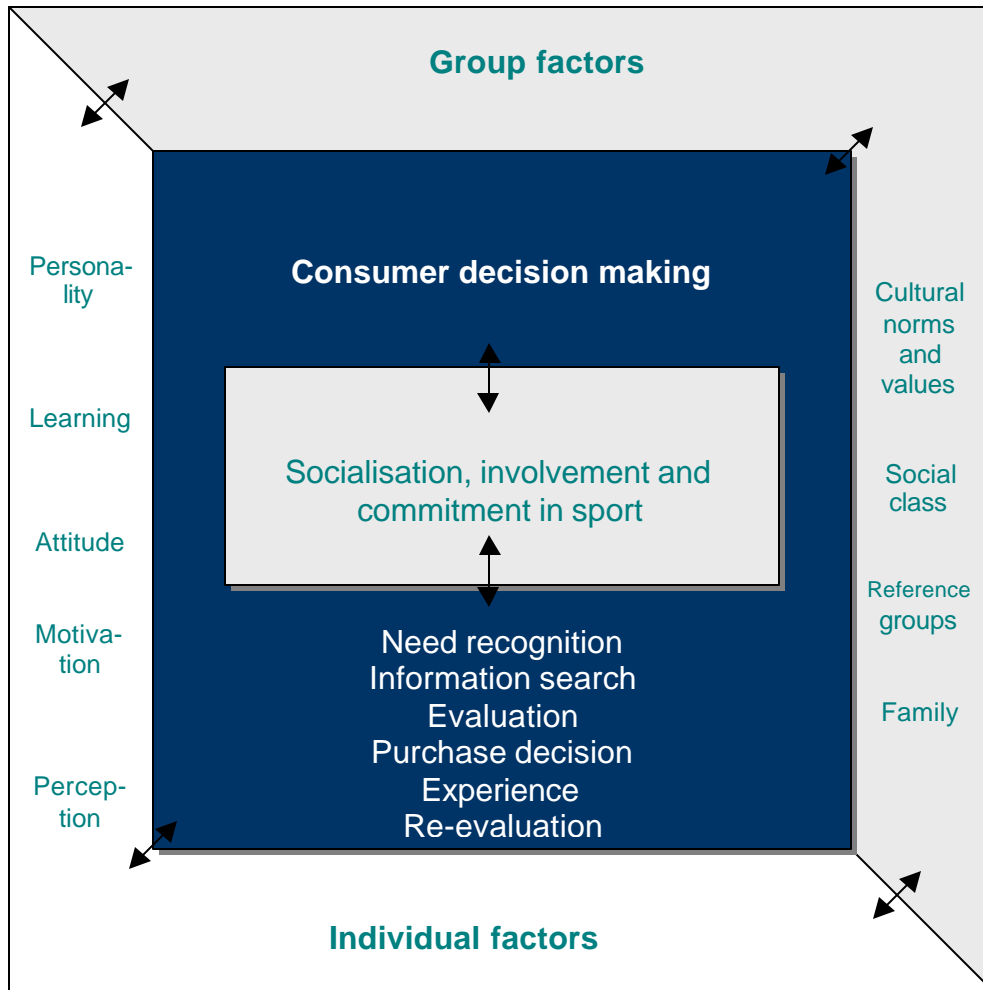 Group factors
Persona-
lity
Learning
Attitude
Motiva-
tion
Percep-
tion
Consumer decision making
Socialisation, involvement and
commitment in sport
Need recognition
Information search
Evaluation
Purchase decision
Experience
Re-evaluation
Cultural
norms
and
values
Social
class
Reference
groups
Family
Individual factors